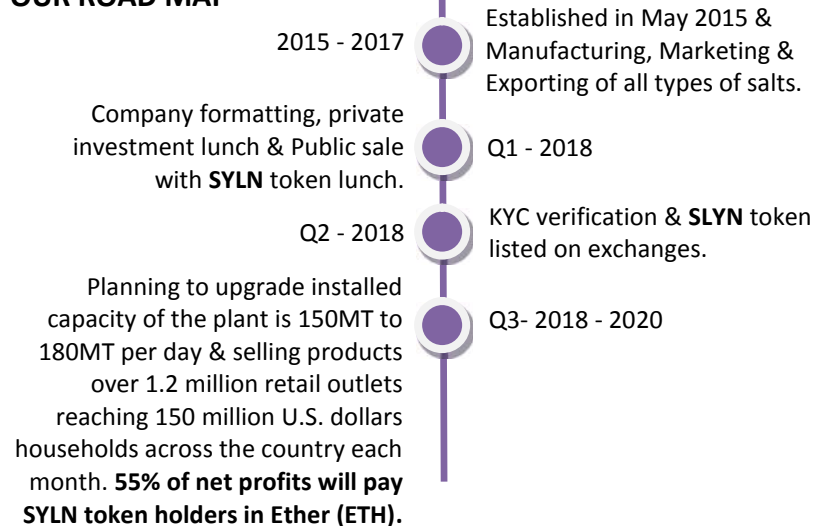 OUR ROAD MAP
2015 - 2017
Established in May 2015 &
Manufacturing, Marketing &
Exporting of all types of salts.
Company formatting, private
investment lunch & Public sale
with SYLN token lunch.
Q1 - 2018
Q2 - 2018
KYC verification & SLYN token
listed on exchanges.
Planning to upgrade installed
capacity of the plant is 150MT to
180MT per day & selling products
over 1.2 million retail outlets
reaching 150 million U.S. dollars
households across the country each
month. 55% of net profits will pay
SYLN token holders in Ether (ETH).
Q3- 2018 - 2020